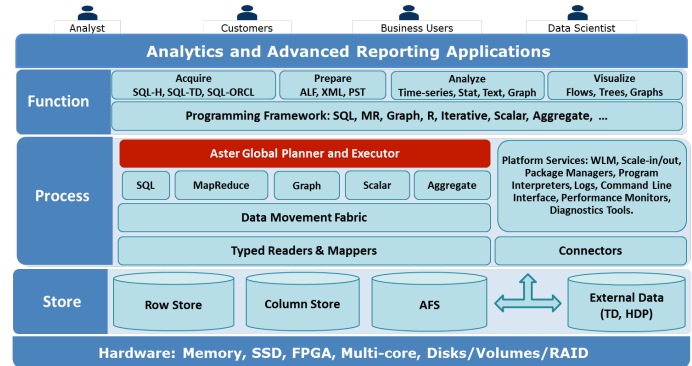 Analyst
Customers
Business Users
Data Scientist
Analytics and Advanced Reporting Applications
Function
Acquire
SQL-H, SQL-TD, SQL-ORCL
Prepare
ALF, XML, PST
Analyze
Time-series, Stat, Text, Graph
Visualize
Flows, Trees, Graphs
Programming Framework: SQL, MR, Graph, R, Iterative, Scalar, Aggregate, ...
Process
Aster Global Planner and Executor
SQL
MapReduce
Graph
Scalar
Aggregate
Data Movement Fabric
Typed Readers & Mappers
Platform Services: WLM, Scale-in/out,
Package Managers, Program
Interpreters, Logs, Command Line
Interface, Performance Monitors,
Diagnostics Tools.
Connectors
Store
Row Store
Column Store
AFS
External Data
(TD, HDP)
Hardware: Memory, SSD, FPGA, Multi-core, Disks/Volumes/RAID